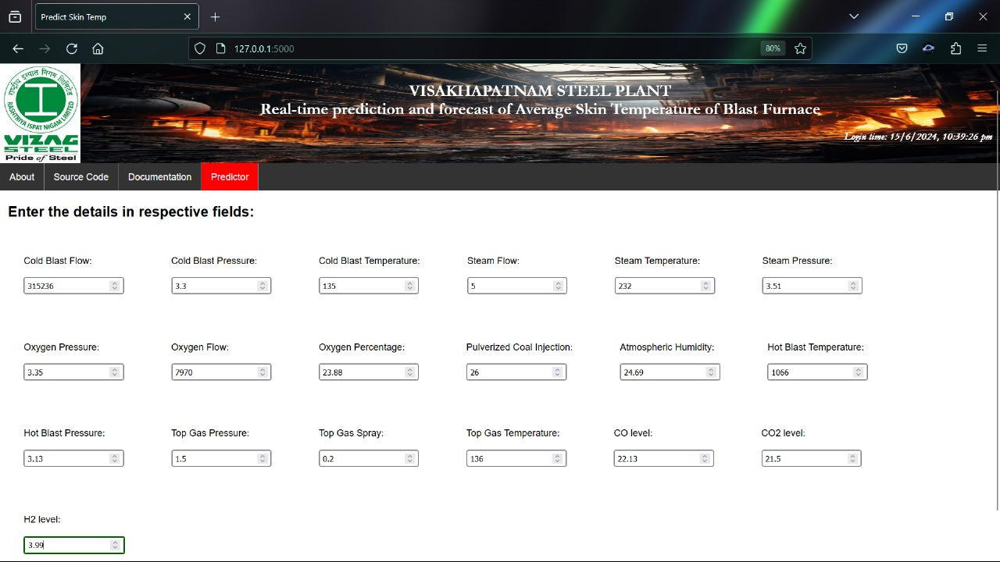 Predict Skin Temp
127.0.0.1:5000
80%
राष्ट्रीय इस्पात निगम लिमिटेड
RASHTRIYA ISPAT NIGAM LIMITED
VIZAG
STEEL
Pride of Steel
VISAKHAPATNAM STEEL PLANT
Real-time prediction and forecast of Average Skin Temperature of Blast Furnace
Login time: 15/6/2024, 10:39:26 pm
About Source Code Documentation Predictor
Enter the details in respective fields:
Cold Blast Flow: Cold Blast Pressure: Cold Blast Temperature: Steam Flow: Steam Temperature: Steam Pressure:
315236 3.3 135 5 232 3.51
Oxygen Pressure: Oxygen Flow: Oxygen Percentage: Pulverized Coal Injection: Atmospheric Humidity: Hot Blast Temperature:
3.35 7970 23.88 26 24.69 1066
Hot Blast Pressure: Top Gas Pressure: Top Gas Spray: Top Gas Temperature: CO level: CO2 level:
3.13 1.5 0.2 136 22.13 21.5
H2 level:
3.99